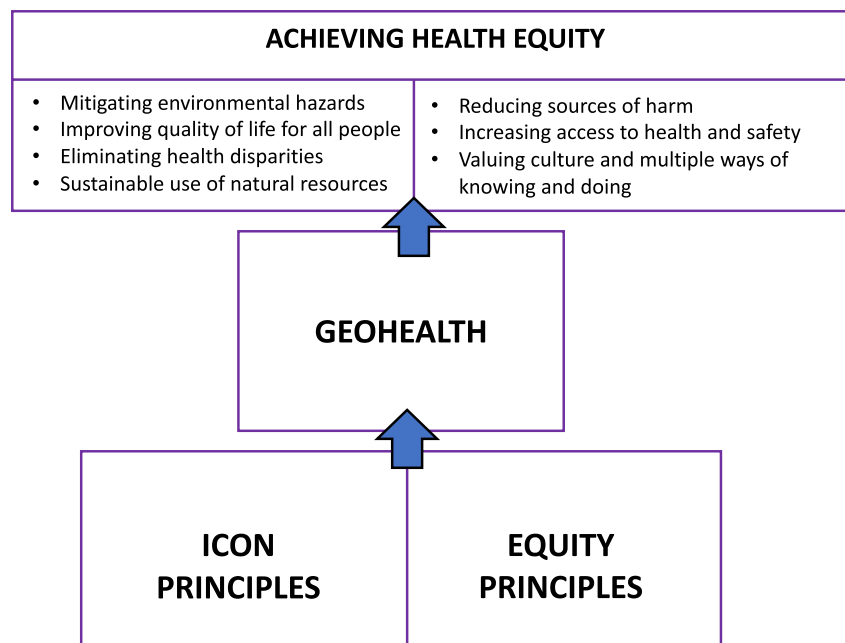 ACHIEVING HEALTH EQUITY
• Mitigating environmental hazards
• Improving quality of life for all people
• Eliminating health disparities
• Sustainable use of natural resources
• Reducing sources of harm
• Increasing access to health and safety
• Valuing culture and multiple ways of
knowing and doing
GEOHEALTH
ICON
PRINCIPLES
EQUITY
PRINCIPLES